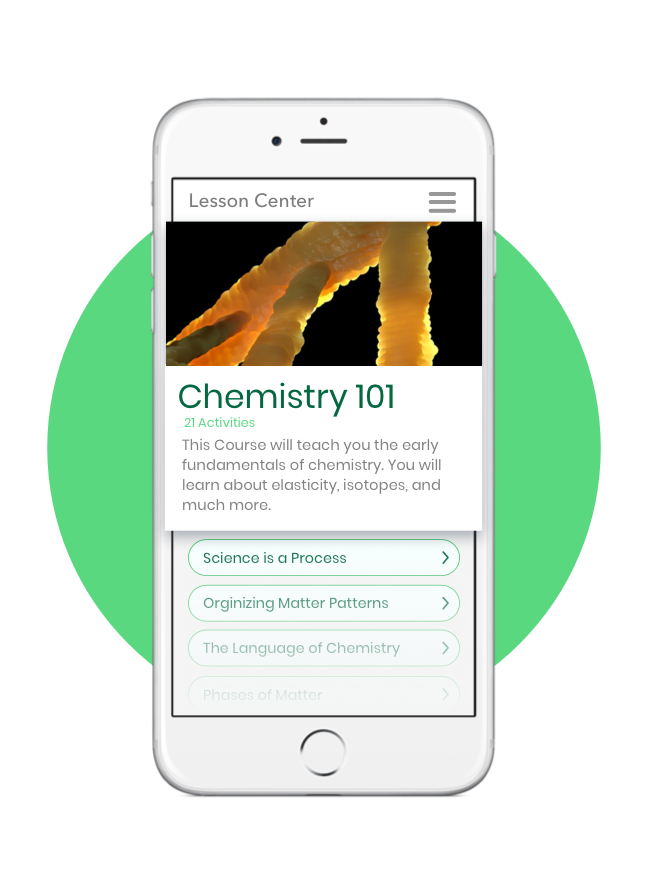 Lesson Center
Chemistry 101
21 Activities
This Course will teach you the early
fundamentals of chemistry. You will
learn about elasticity, isotopes, and
much more.
Science is a Process
Orginizing Matter Patterns
The Language of Chemistry
Phases of Matter